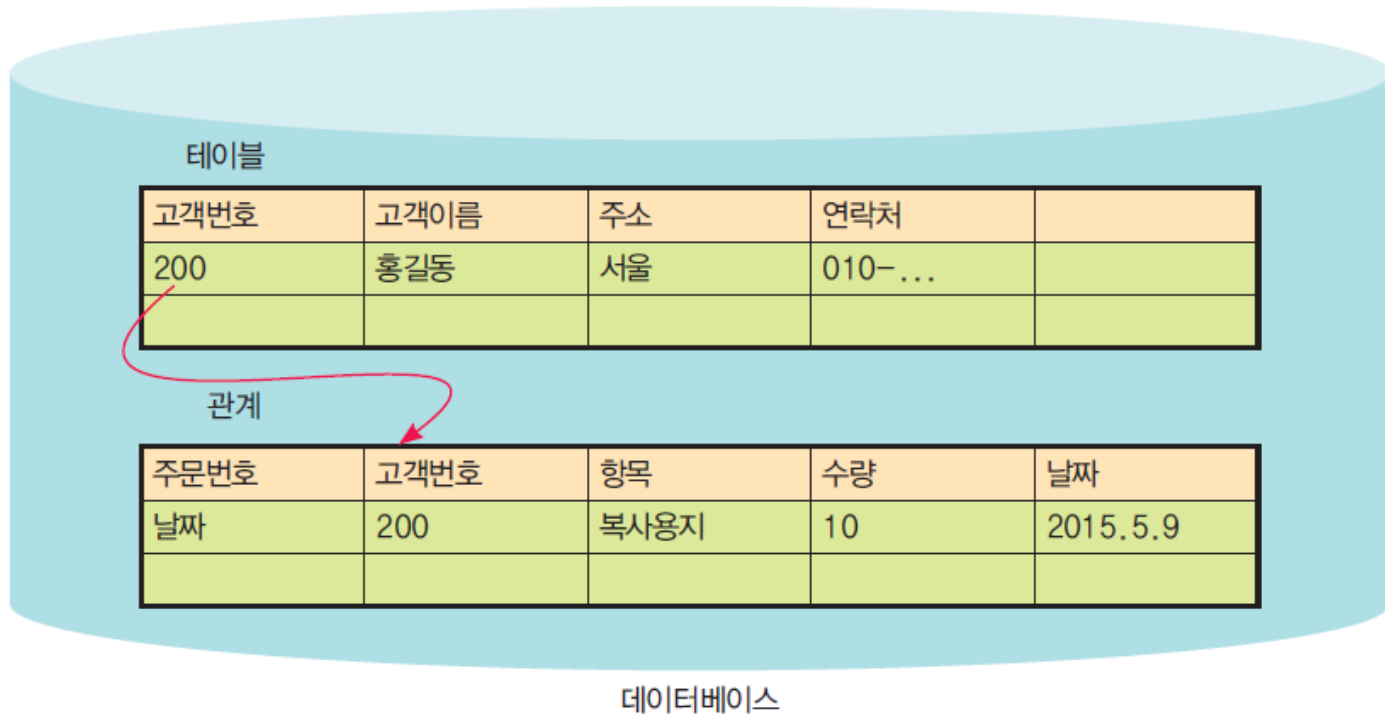 테이블
고객번호 고객이름 주소 연락처
200 홍길동 서울 010-...
관계
주문번호 고객번호 항목 수량 날짜
날짜 200 복사용지 10 2015.5.9
데이터베이스